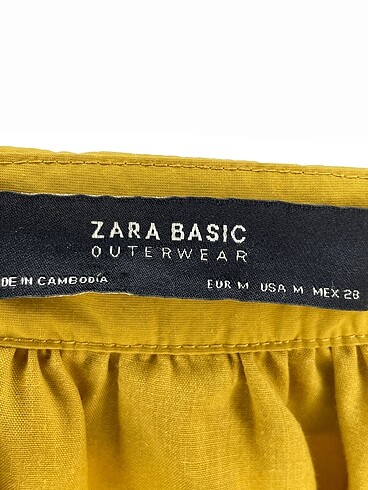 ZARA BASIC
OUTERWEAR
DE IN CAMBODIA EUR M USA M MEX 28